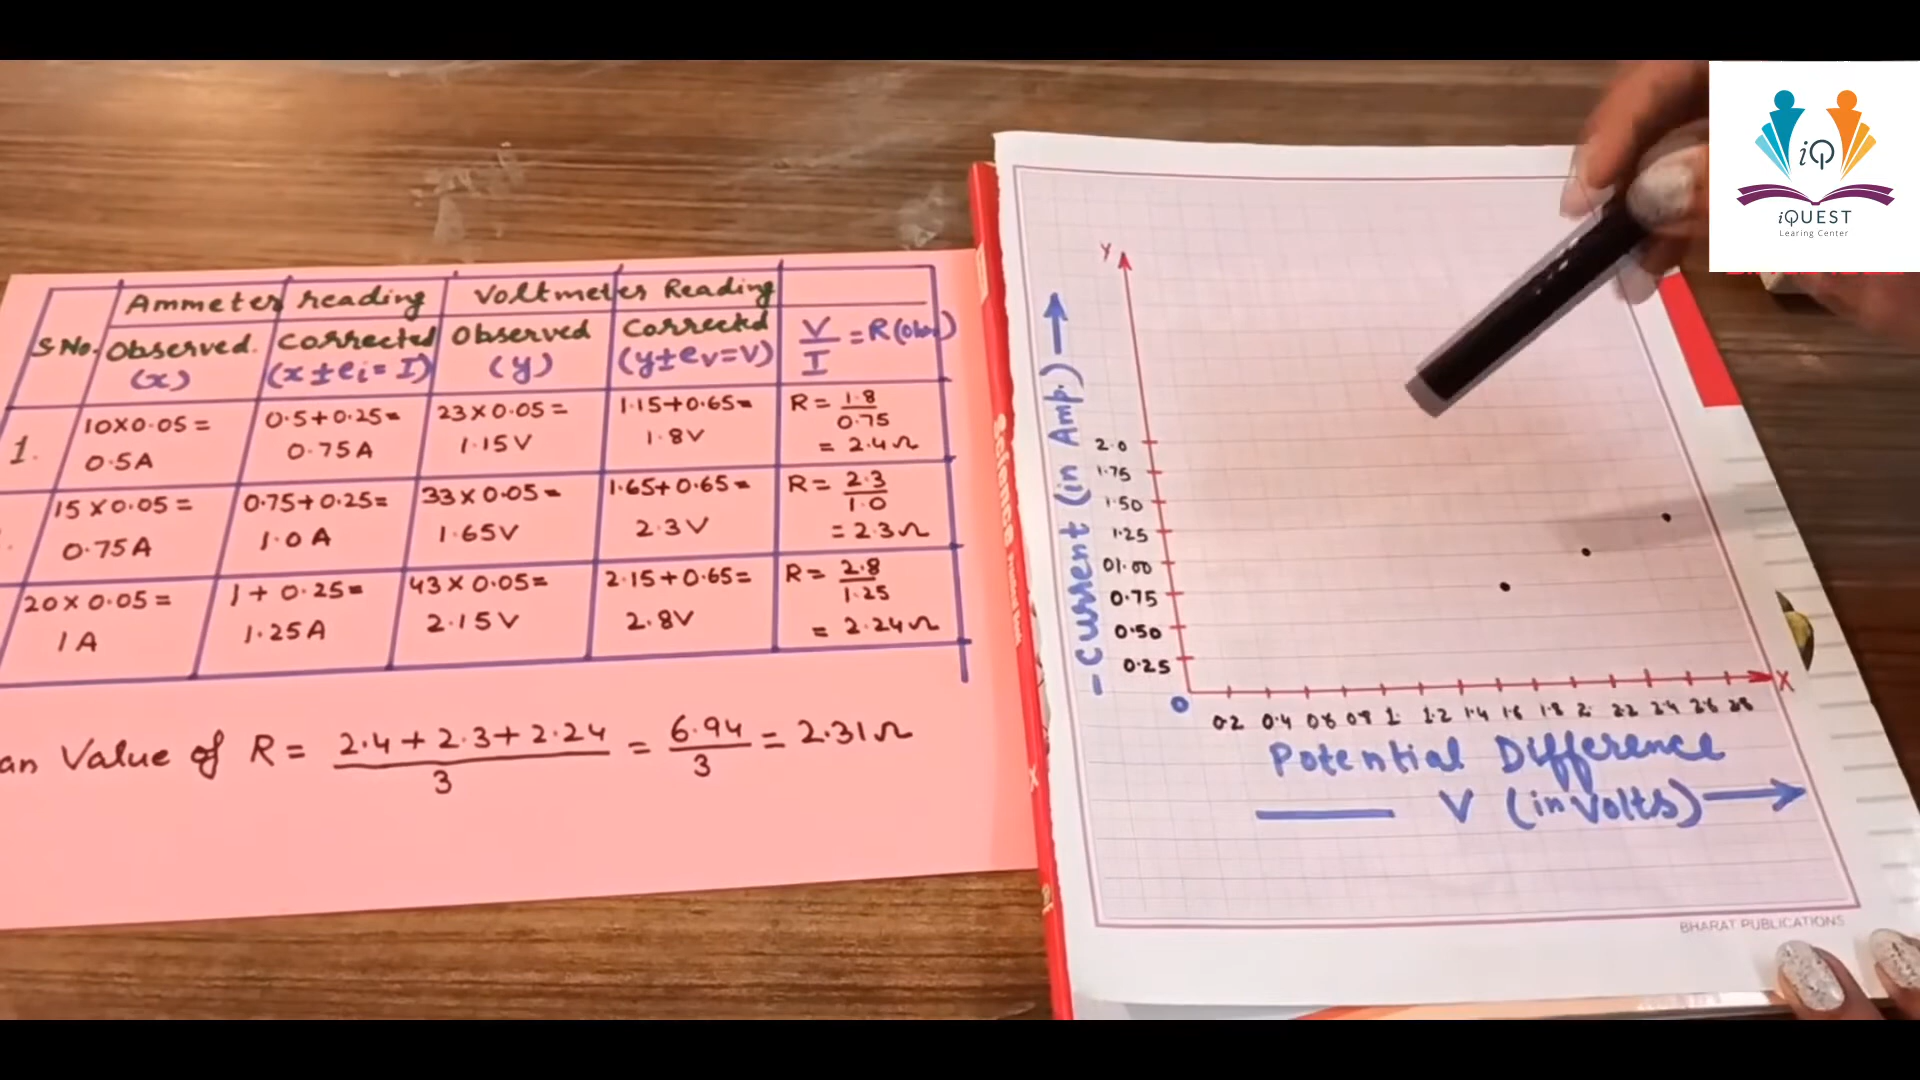 iQ
iQUEST
Learing Center
S.No.
Ammeter reading
Voltmeter Reading
Observed.
(x)
Corrected
(x±ei = I)
Observed
(y)
Corrected
(y±ev=V)
V/I = R(obs.)
1.
10×0.05=
0.5A
0.5+0.25=
0.75A
23×0.05=
1.15V
1.15+0.65=
1.8V
R = 1.8/0.75
= 2.4Ω
15×0.05=
0.75A
0.75+0.25=
1.0A
33×0.05=
1.65V
1.65+0.65=
2.3V
R = 2.3/1.0
= 2.3Ω
20×0.05=
1A
1+0.25=
1.25A
43×0.05=
2.15V
2.15+0.65=
2.8V
R = 2.8/1.25
= 2.24Ω
an Value of R = 2.4+2.3+2.24/3 = 6.94/3 = 2.31Ω
Science
Y
Current (in Amp.)
2.0
1.75
1.50
1.25
01.00
0.75
0.50
0.25
0
0.2 0.4 0.6 0.8 1. 1.2 1.4 1.6 1.8 2. 2.2 2.4 2.6 2.8
X
Potential Difference
V (in Volts)
BHARAT PUBLICATIONS